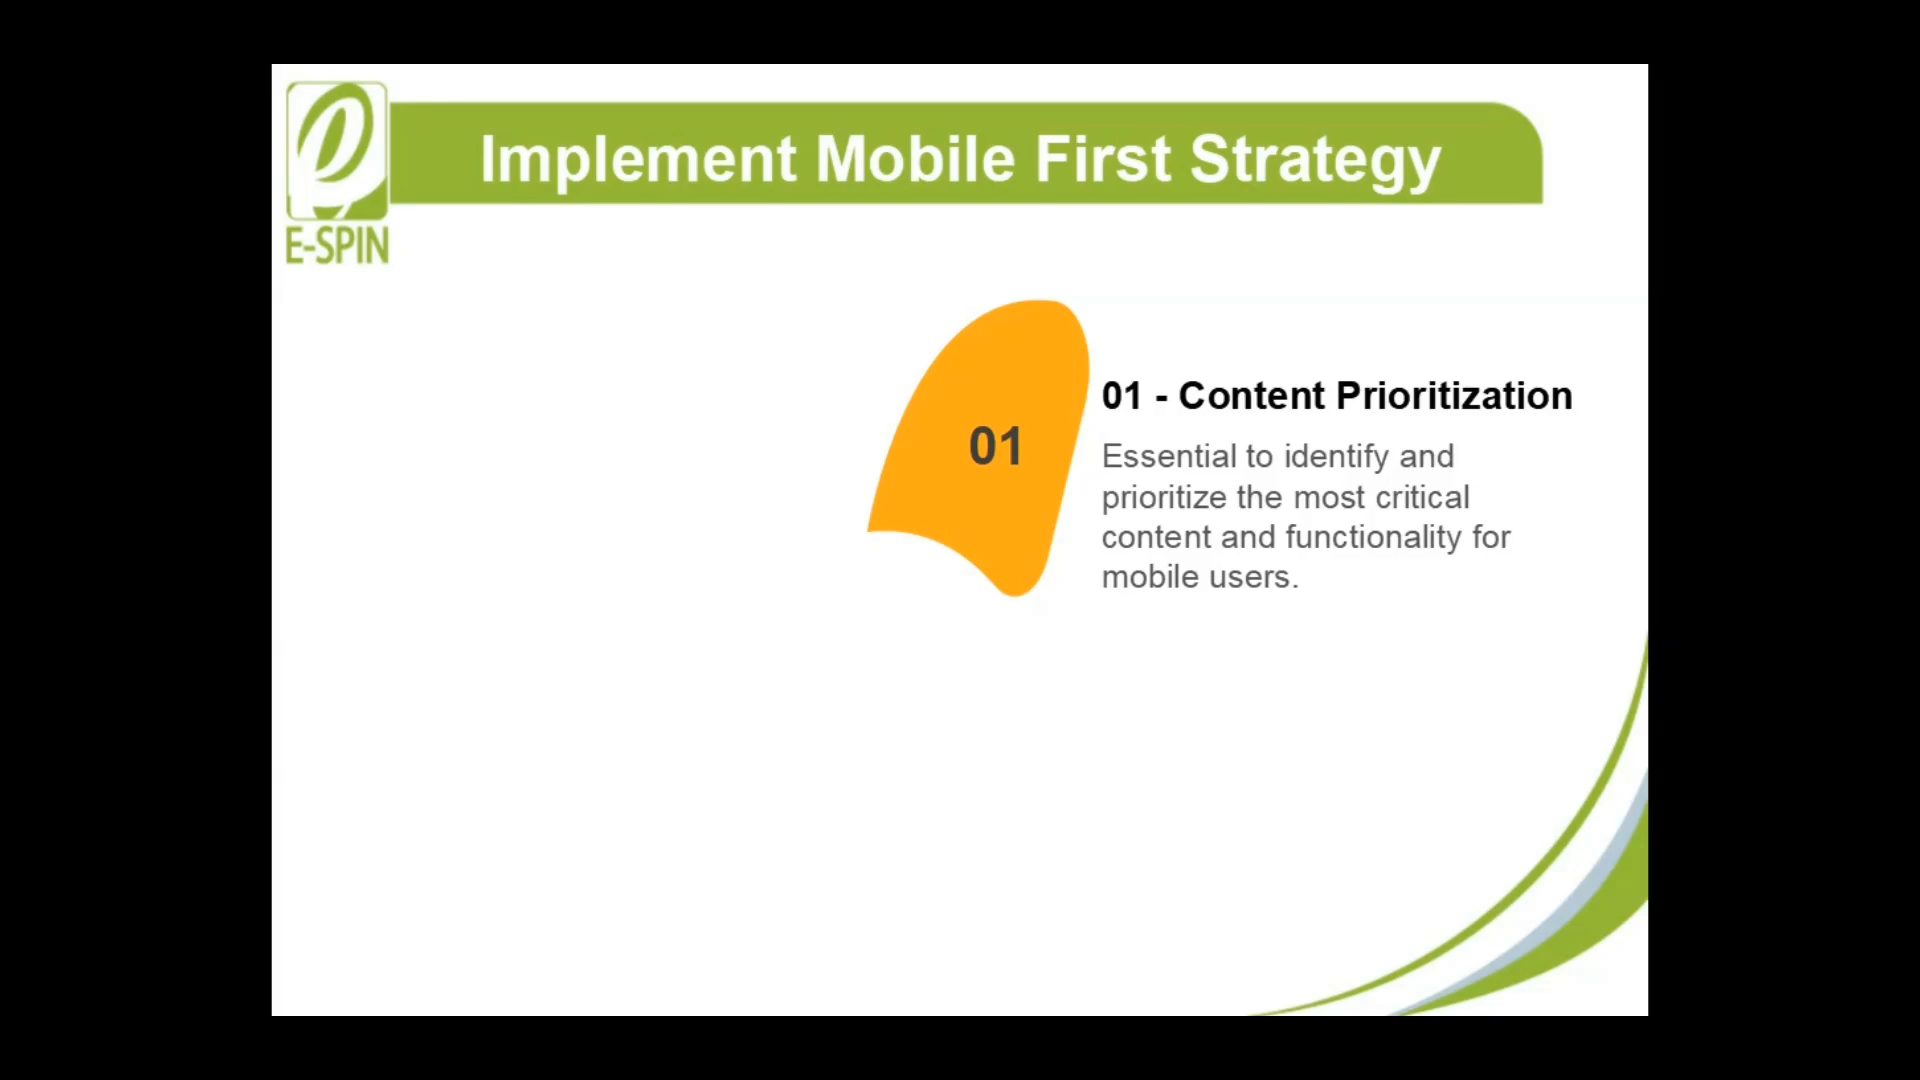 Implement Mobile First Strategy
E-SPIN
01
01 - Content Prioritization
Essential to identify and
prioritize the most critical
content and functionality for
mobile users.